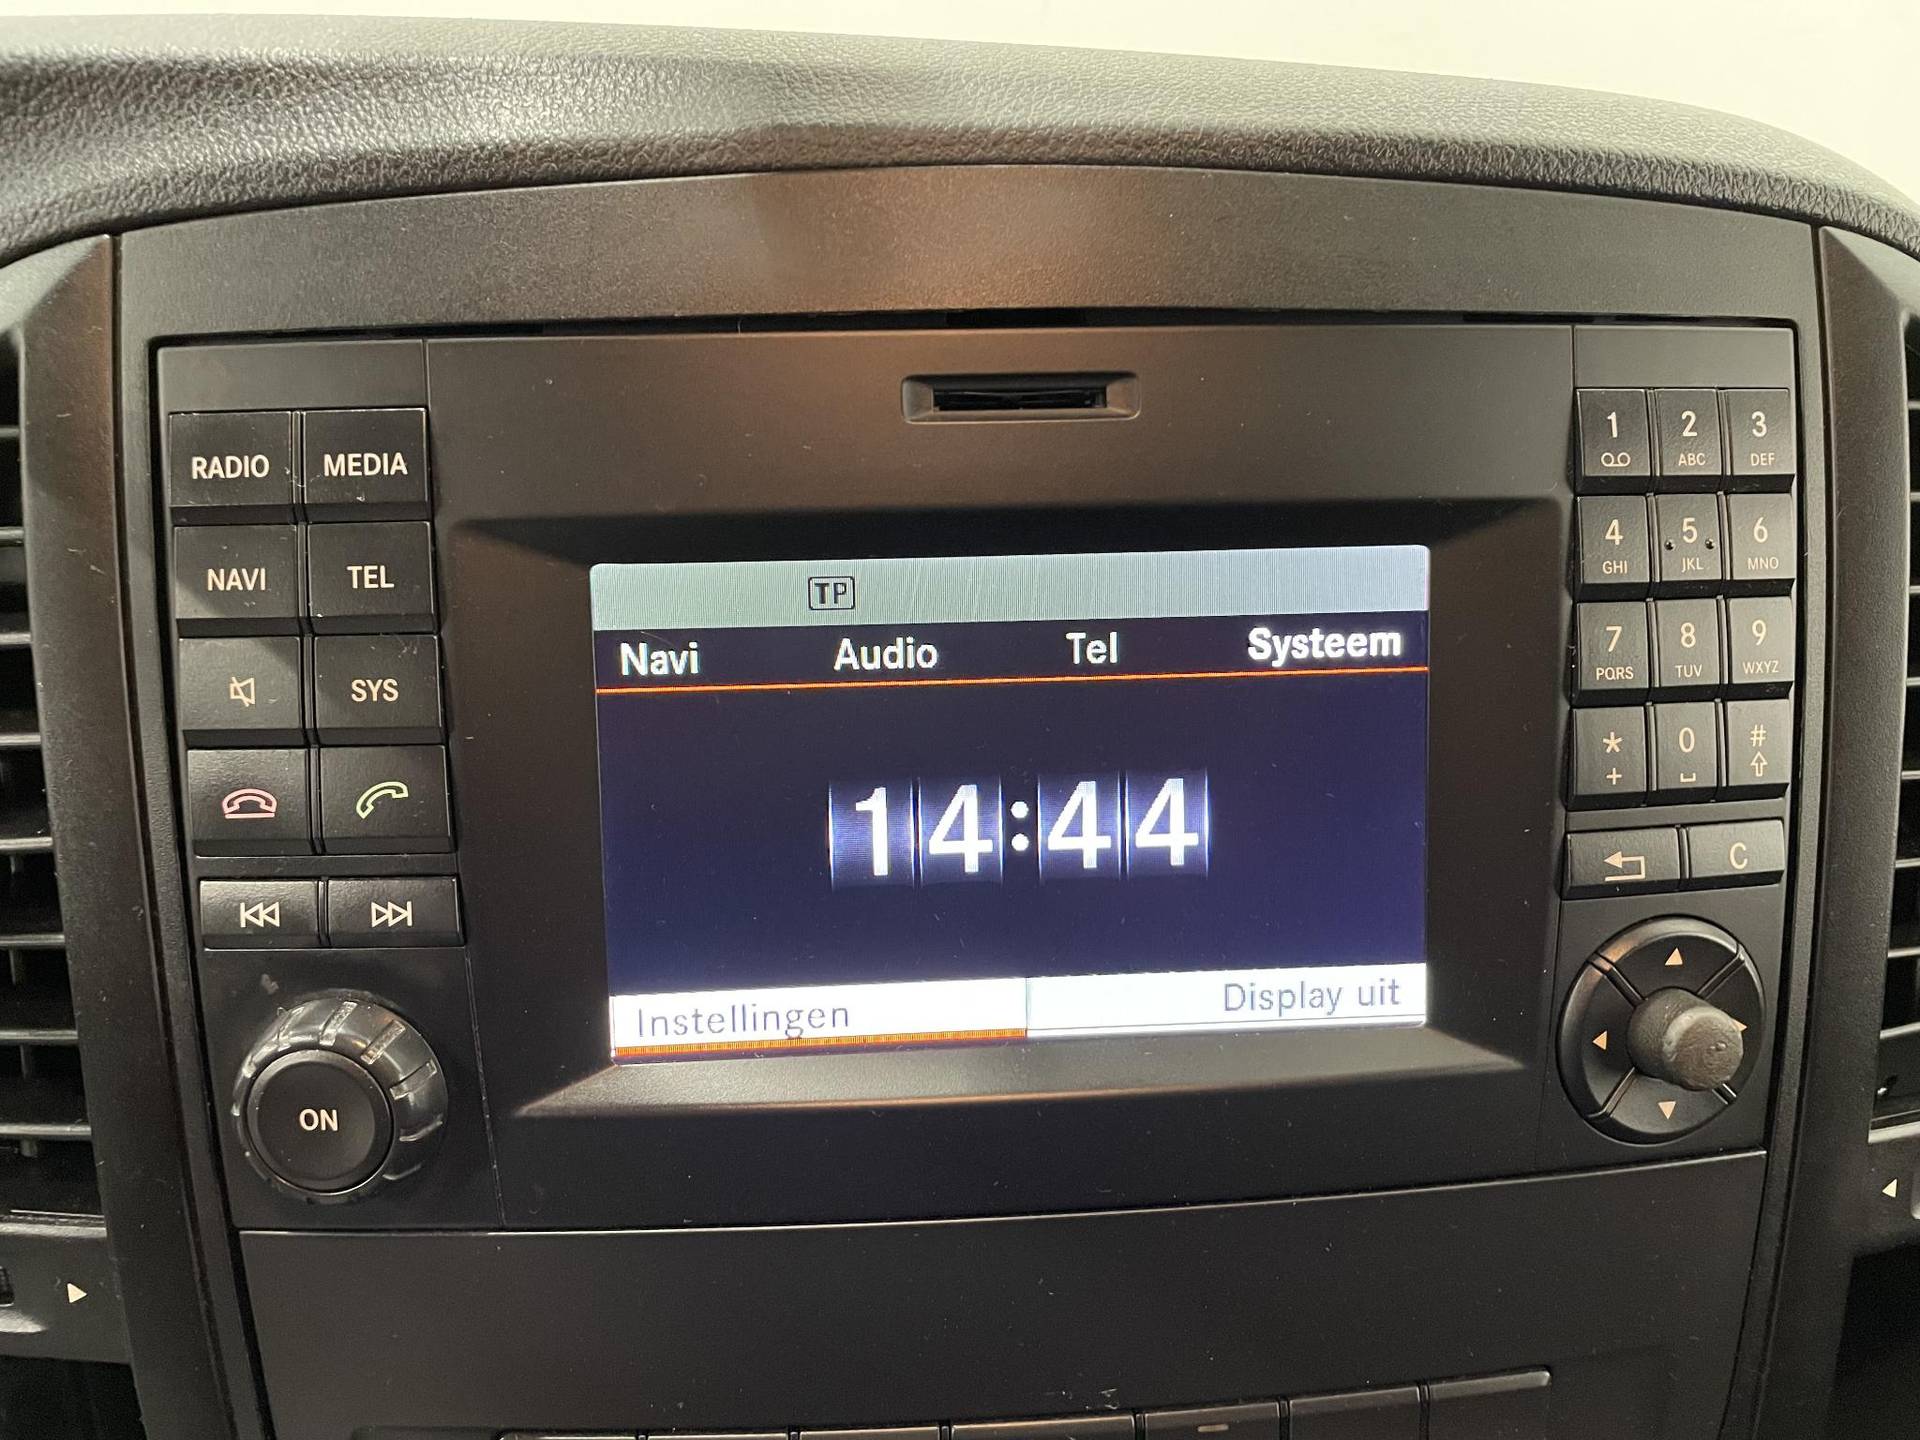 RADIO MEDIA
NAVI TEL
SYS
ON
TP
Navi Audio Tel Systeem
14:44
Instellingen Display uit
1 2 3
ABC DEF
4 5 6
GHI JKL MNO
7 8 9
PQRS TUV WXYZ
* 0 #
+
C